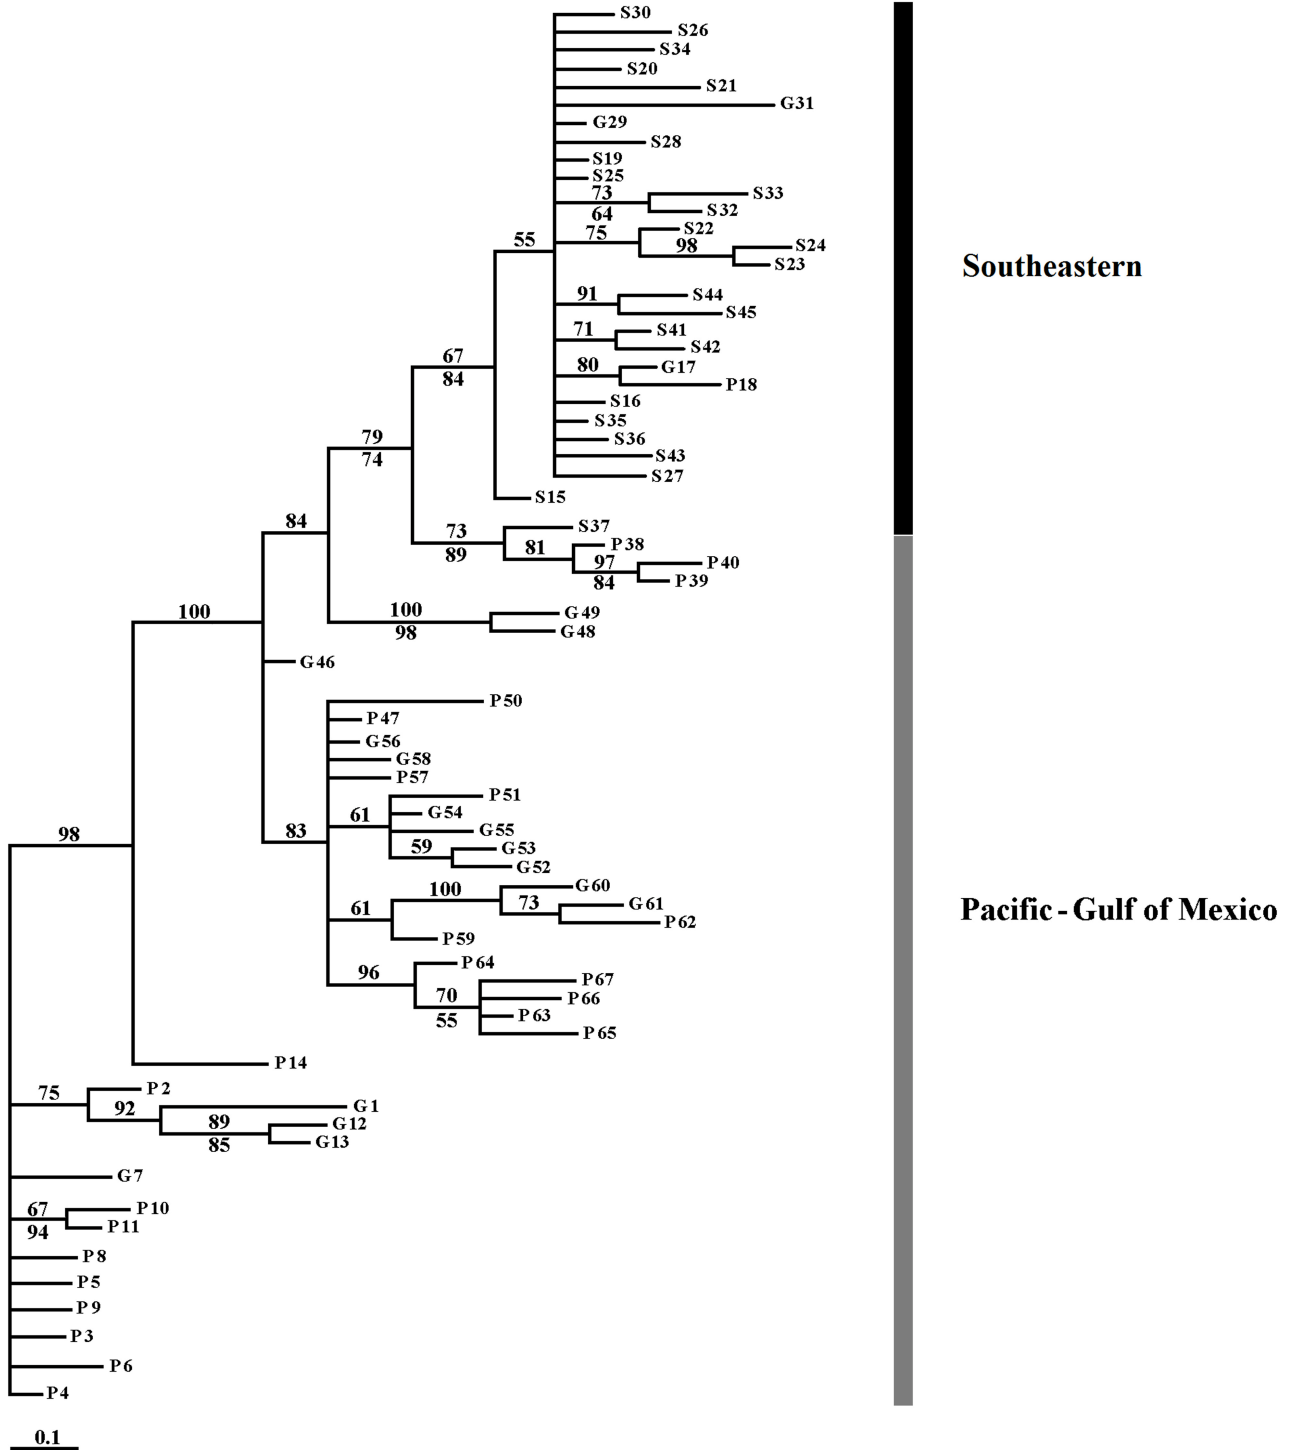 S30
S26
S34
S20
S21
G31
G29
S28
S19
S25
73
S33
64
S32
75
S22
98
S24
S23
55
Southeastern
91
S44
S45
71
S41
S42
80
G17
P18
67
84
S16
S35
S36
S43
S27
79
74
S15
84
73
89
S37
81
P38
97
84
P40
P39
100
100
98
G49
G48
G46
P50
P47
G56
G58
P57
98
83
61
P51
G54
G55
59
G53
G52
61
100
G60
73
G61
P62
P59
Pacific - Gulf of Mexico
96
P64
70
55
P67
P66
P63
P65
P14
75
P2
92
G1
89
85
G12
G13
G7
67
94
P10
P11
P8
P5
P9
P3
P6
P4
0.1